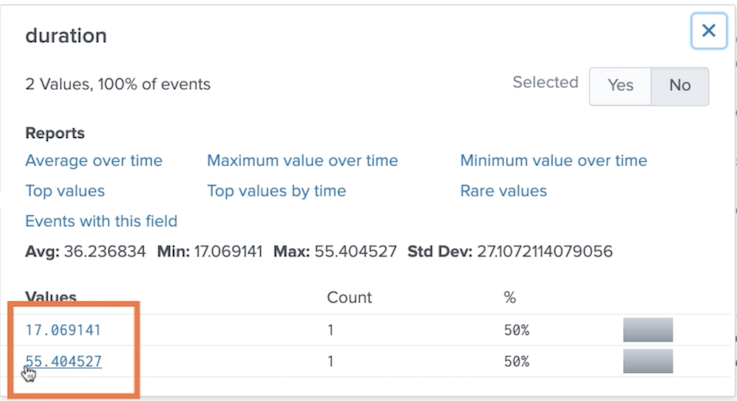 duration
2 Values, 100% of events
Selected Yes No
Reports
Average over time Maximum value over time Minimum value over time
Top values Top values by time Rare values
Events with this field
Avg: 36.236834 Min: 17.069141 Max: 55.404527 Std Dev: 27.1072114079056
Values Count %
17.069141 1 50%
55.404527 1 50%